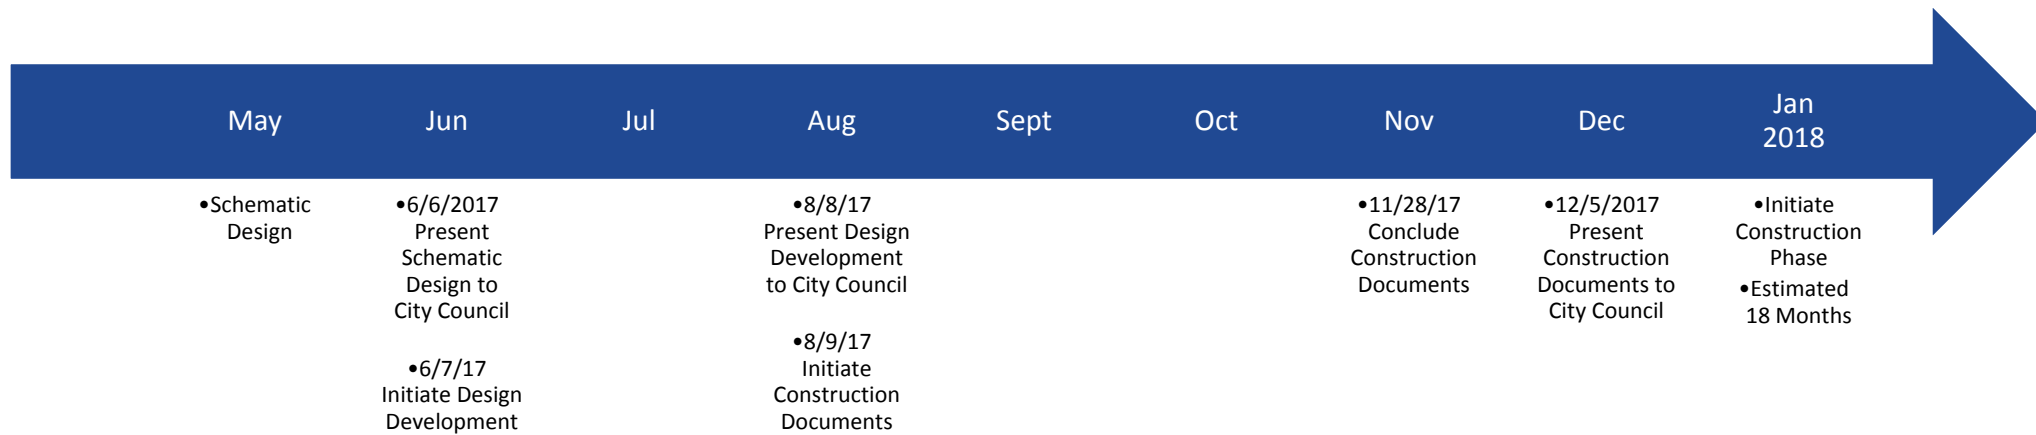 May
Jun
Jul
Aug
Sept
Oct
Nov
Dec
Jan
2018
•Schematic
Design
•6/6/2017
Present
Schematic
Design to
City Council
•6/7/17
Initiate Design
Development
•8/8/17
Present Design
Development
to City Council
•8/9/17
Initiate
Construction
Documents
•11/28/17
Conclude
Construction
Documents
•12/5/2017
Present
Construction
Documents to
City Council
•Initiate
Construction
Phase
•Estimated
18 Months